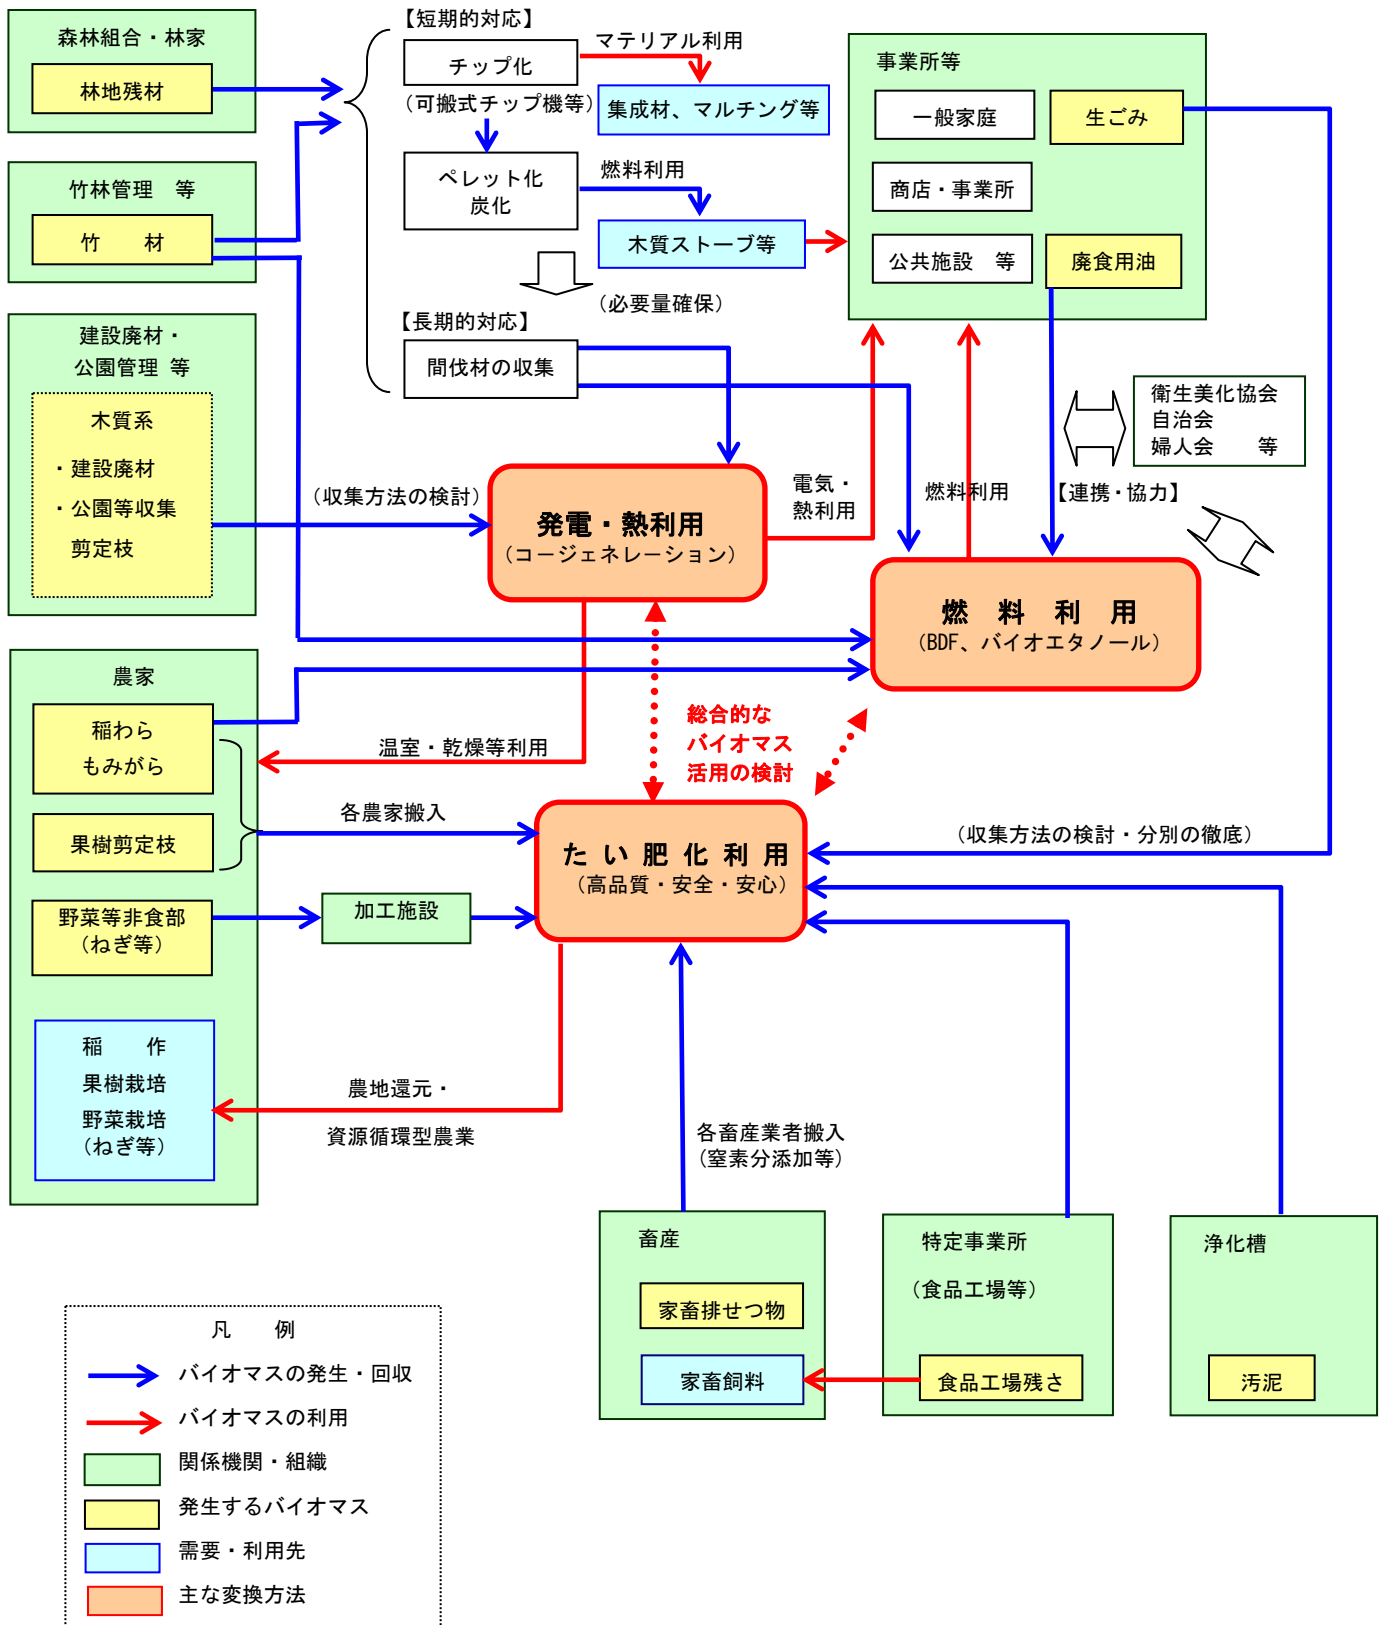 森林組合・林家
林地残材
竹林管理　等
竹　　材
建設廃材・
公園管理 等
木質系
・建設廃材
・公園等収集
剪定枝
【短期的対応】
チップ化
（可搬式チップ機等）
マテリアル利用
集成材、マルチング等
ペレット化
炭化
燃料利用
木質ストーブ等
（必要量確保）
【長期的対応】
間伐材の収集
事業所等
一般家庭
生ごみ
商店・事業所
公共施設　等
廃食用油
衛生美化協会
自治会
婦人会　　等
【連携・協力】
（収集方法の検討）
発電・熱利用
（コージェネレーション）
電気・
熱利用
燃料利用
燃　料　利　用
（BDF、バイオエタノール）
農家
稲わら
もみがら
果樹剪定枝
野菜等非食部
（ねぎ等）
稲　　作
果樹栽培
野菜栽培
（ねぎ等）
温室・乾燥等利用
総合的な
バイオマス
活用の検討
各農家搬入
加工施設
たい肥化利用
（高品質・安全・安心）
（収集方法の検討・分別の徹底）
農地還元・
資源循環型農業
各畜産業者搬入
（窒素分添加等）
畜産
家畜排せつ物
家畜飼料
特定事業所
（食品工場等）
食品工場残さ
浄化槽
汚泥
凡　　例
バイオマスの発生・回収
バイオマスの利用
関係機関・組織
発生するバイオマス
需要・利用先
主な変換方法